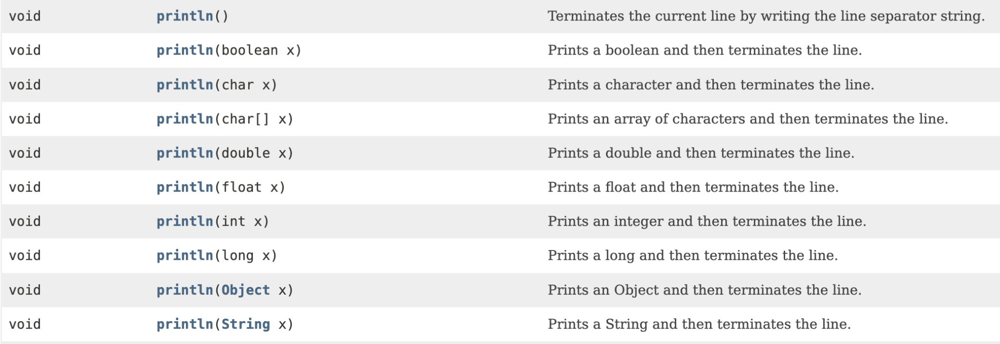 void println() Terminates the current line by writing the line separator string.
void println(boolean x) Prints a boolean and then terminates the line.
void println(char x) Prints a character and then terminates the line.
void println(char[] x) Prints an array of characters and then terminates the line.
void println(double x) Prints a double and then terminates the line.
void println(float x) Prints a float and then terminates the line.
void println(int x) Prints an integer and then terminates the line.
void println(long x) Prints a long and then terminates the line.
void println(Object x) Prints an Object and then terminates the line.
void println(String x) Prints a String and then terminates the line.